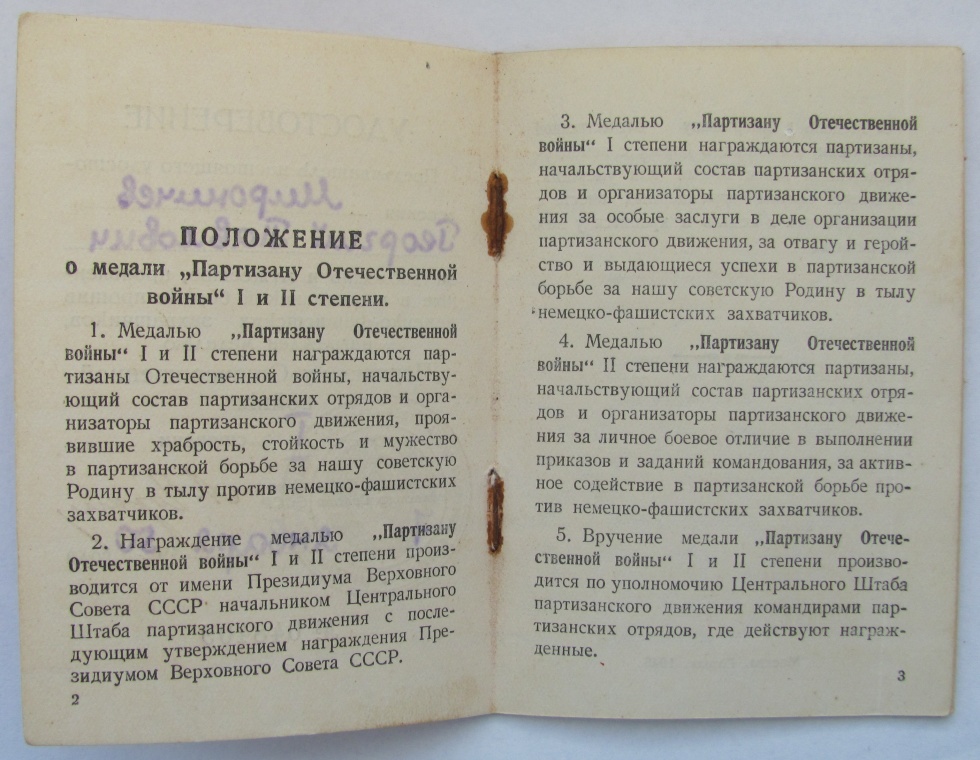 ПОЛОЖЕНИЕ
о медали „Партизану Отечественной
войны“ I и II степени.
1. Медалью „Партизану Отечественной
войны“ I и II степени награждаются пар-
тизаны Отечественной войны, начальству-
ющий состав партизанских отрядов и орга-
низаторы партизанского движения, проя-
вившие храбрость, стойкость и мужество
в партизанской борьбе за нашу советскую
Родину в тылу против немецко-фашистских
захватчиков.
2. Награждение медалью „Партизану
Отечественной войны“ I и II степени произ-
водится от имени Президиума Верховного
Совета СССР начальником Центрального
Штаба партизанского движения с после-
дующим утверждением награждения Пре-
зидиумом Верховного Совета СССР.
2
3. Медалью „Партизану Отечественной
войны“ I степени награждаются партизаны,
начальствующий состав партизанских отря-
дов и организаторы партизанского движе-
ния за особые заслуги в деле организации
партизанского движения, за отвагу и герой-
ство и выдающиеся успехи в партизанской
борьбе за нашу советскую Родину в тылу
немецко-фашистских захватчиков.
4. Медалью „Партизану Отечественной
войны“ II степени награждаются партизаны,
начальствующий состав партизанских отря-
дов и организаторы партизанского движе-
ния за личное боевое отличие в выполнении
приказов и заданий командования, за актив-
ное содействие в партизанской борьбе про-
тив немецко-фашистских захватчиков.
5. Вручение медали „Партизану Отече-
ственной войны“ I и II степени произво-
дится по уполномочию Центрального Штаба
партизанского движения командирами пар-
тизанских отрядов, где действуют награж-
денные.
3